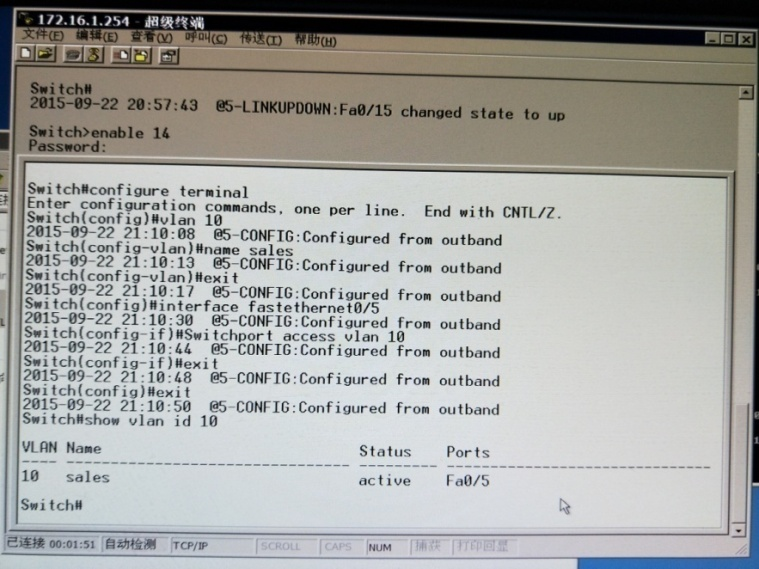 172.16.1.254 - 超级终端
文件(F) 编辑(E) 查看(V) 呼叫(C) 传送(T) 帮助(H)
Switch#
2015-09-22 20:57:43 @5-LINKUPDOWN:Fa0/15 changed state to up
Switch>enable 14
Password:
Switch#configure terminal
Enter configuration commands, one per line. End with CNTL/Z.
Switch(config)#vlan 10
2015-09-22 21:10:08 @5-CONFIG:Configured from outband
Switch(config-vlan)#name sales
2015-09-22 21:10:13 @5-CONFIG:Configured from outband
Switch(config-vlan)#exit
2015-09-22 21:10:17 @5-CONFIG:Configured from outband
Switch(config)#interface fastethernet0/5
2015-09-22 21:10:30 @5-CONFIG:Configured from outband
Switch(config-if)#Switchport access vlan 10
2015-09-22 21:10:44 @5-CONFIG:Configured from outband
Switch(config-if)#exit
2015-09-22 21:10:48 @5-CONFIG:Configured from outband
Switch(config)#exit
2015-09-22 21:10:50 @5-CONFIG:Configured from outband
Switch#show vlan id 10
VLAN Name Status Ports
---- -------------------------------- --------- -----------------------------------
10 sales active Fa0/5
Switch#
已连接 00:01:51 自动检测 TCP/IP SCROLL CAPS NUM 捕获 打印回显